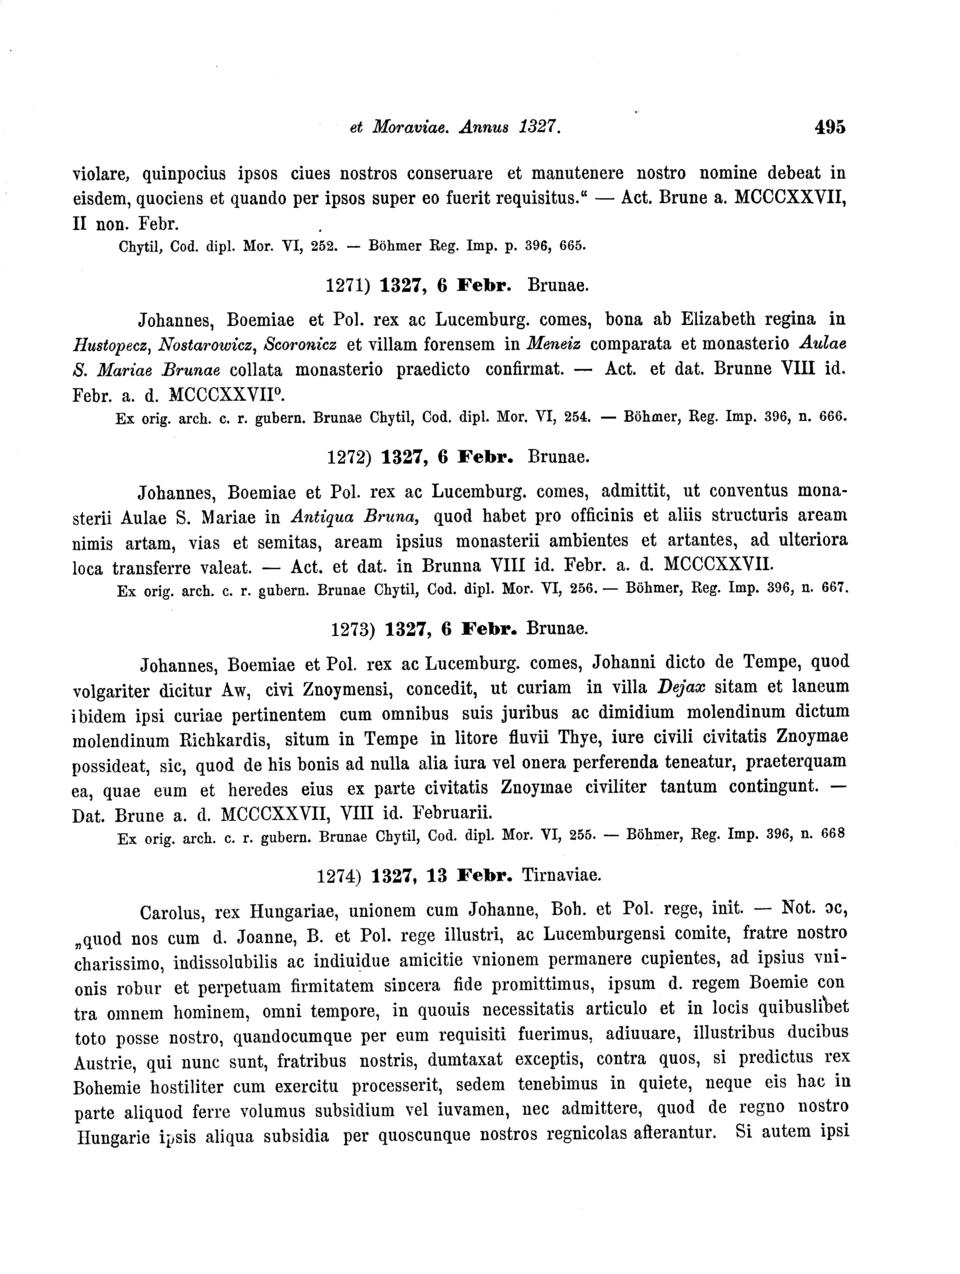 et Moraviae. Annus 1327. 495
violare, quinpocius ipsos ciues nostros conseruare et manutenere nostro nomine debeat in
eisdem, quociens et quando per ipsos super eo fuerit requisitus.“ — Act. Brune a. MCCCXXVII,
II non. Febr.
Chytil, Cod. dipl. Mor. VI, 252. — Böhmer Reg. Imp. p. 396, 665.
1271) 1327, 6 Febr. Brunae.
Johannes, Boemiae et Pol. rex ac Lucemburg. comes, bona ab Elizabeth regina in
Hustopecz, Nostarowicz, Scoronicz et villam forensem in Meneiz comparata et monasterio Aulae
S. Mariae Brunae collata monasterio praedicto confirmat. — Act. et dat. Brunne VIII id.
Febr. a. d. MCCCXXVII⁰.
Ex orig. arch. c. r. gubern. Brunae Chytil, Cod. dipl. Mor. VI, 254. — Böhmer, Reg. Imp. 396, n. 666.
1272) 1327, 6 Febr. Brunae.
Johannes, Boemiae et Pol. rex ac Lucemburg. comes, admittit, ut conventus mona-
sterii Aulae S. Mariae in Antiqua Bruna, quod habet pro officinis et aliis structuris aream
nimis artam, vias et semitas, aream ipsius monasterii ambientes et artantes, ad ulteriora
loca transferre valeat. — Act. et dat. in Brunna VIII id. Febr. a. d. MCCCXXVII.
Ex orig. arch. c. r. gubern. Brunae Chytil, Cod. dipl. Mor. VI, 256. — Böhmer, Reg. Imp. 396, n. 667.
1273) 1327, 6 Febr. Brunae.
Johannes, Boemiae et Pol. rex ac Lucemburg. comes, Johanni dicto de Tempe, quod
volgariter dicitur Aw, civi Znoymensi, concedit, ut curiam in villa Dejax sitam et laneum
ibidem ipsi curiae pertinentem cum omnibus suis juribus ac dimidium molendinum dictum
molendinum Richkardis, situm in Tempe in litore fluvii Thye, iure civili civitatis Znoymae
possideat, sic, quod de his bonis ad nulla alia iura vel onera perferenda teneatur, praeterquam
ea, quae eum et heredes eius ex parte civitatis Znoymae civiliter tantum contingunt. —
Dat. Brune a. d. MCCCXXVII, VIII id. Februarii.
Ex orig. arch. c. r. gubern. Brunae Chytil, Cod. dipl. Mor. VI, 255. — Böhmer, Reg. Imp. 396, n. 668
1274) 1327, 13 Febr. Tirnaviae.
Carolus, rex Hungariae, unionem cum Johanne, Boh. et Pol. rege, init. — Not. ɔc,
„quod nos cum d. Joanne, B. et Pol. rege illustri, ac Lucemburgensi comite, fratre nostro
charissimo, indissolubilis ac indiuidue amicitie vnionem permanere cupientes, ad ipsius vni-
onis robur et perpetuam firmitatem sincera fide promittimus, ipsum d. regem Boemie con
tra omnem hominem, omni tempore, in quouis necessitatis articulo et in locis quibuslibet
toto posse nostro, quandocumque per eum requisiti fuerimus, adiuuare, illustribus ducibus
Austrie, qui nunc sunt, fratribus nostris, dumtaxat exceptis, contra quos, si predictus rex
Bohemie hostiliter cum exercitu processerit, sedem tenebimus in quiete, neque eis hac in
parte aliquod ferre volumus subsidium vel iuvamen, nec admittere, quod de regno nostro
Hungarie ipsis aliqua subsidia per quoscunque nostros regnicolas afferantur. Si autem ipsi